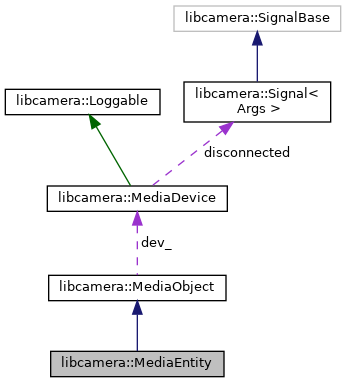 libcamera::SignalBase
libcamera::Loggable
libcamera::Signal<
Args >
disconnected
libcamera::MediaDevice
dev_
libcamera::MediaObject
libcamera::MediaEntity